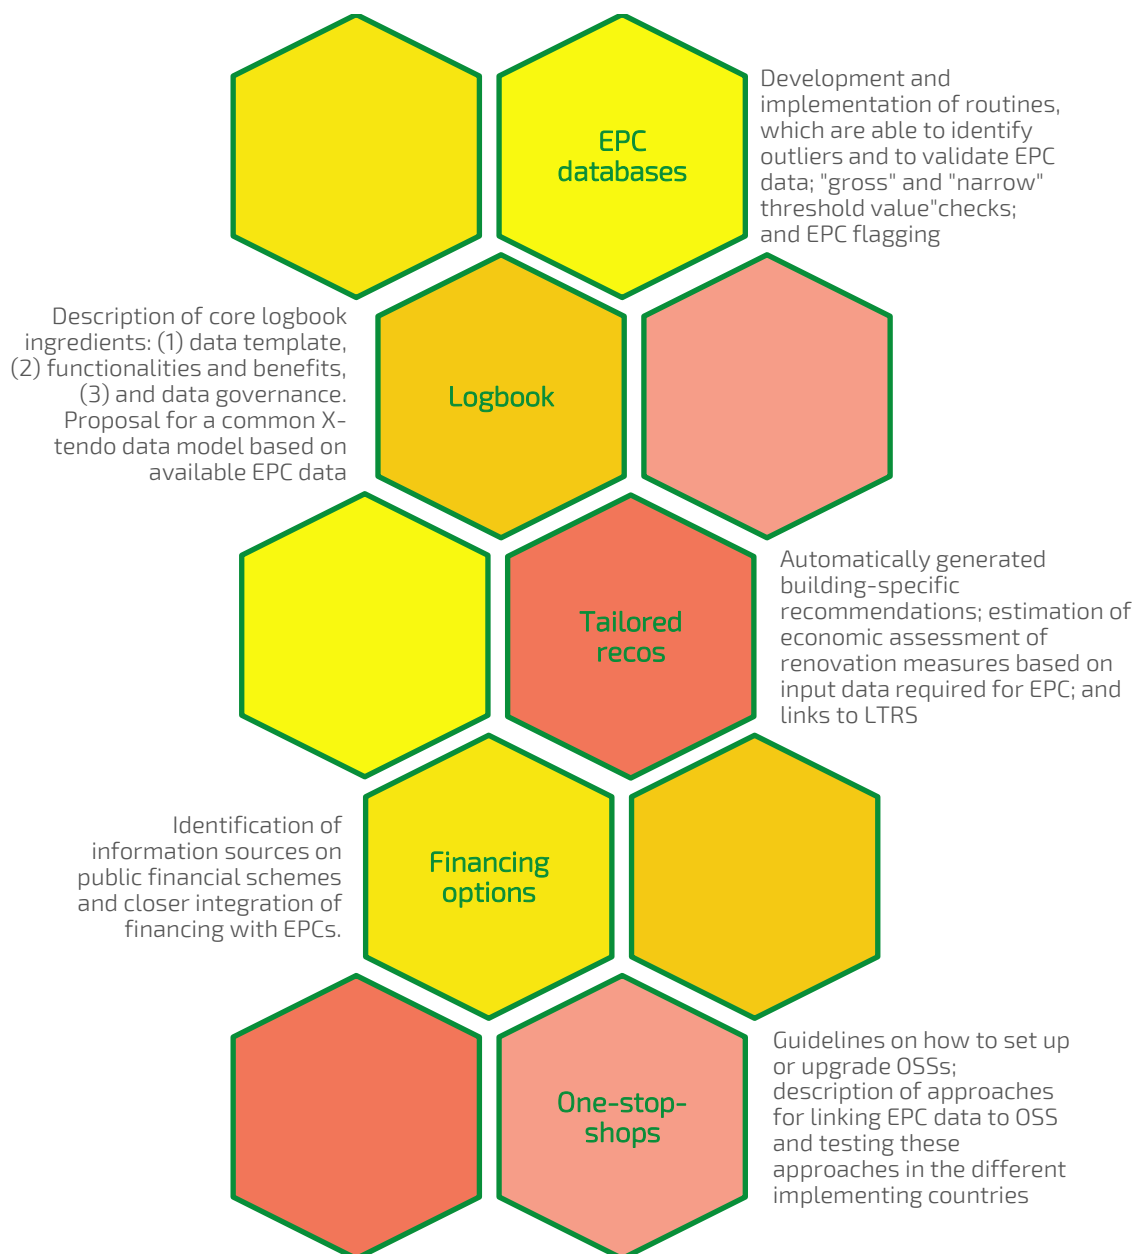 EPC
databases
Development and
implementation of routines,
which are able to identify
outliers and to validate EPC
data; "gross" and "narrow"
threshold value"checks;
and EPC flagging
Description of core logbook
ingredients: (1) data template,
(2) functionalities and benefits,
(3) and data governance.
Proposal for a common X-
tendo data model based on
available EPC data
Logbook
Tailored
recos
Automatically generated
building-specific
recommendations; estimation of
economic assessment of
renovation measures based on
input data required for EPC; and
links to LTRS
Identification of
information sources on
public financial schemes
and closer integration of
financing with EPCs.
Financing
options
One-stop-
shops
Guidelines on how to set up
or upgrade OSSs;
description of approaches
for linking EPC data to OSS
and testing these
approaches in the different
implementing countries